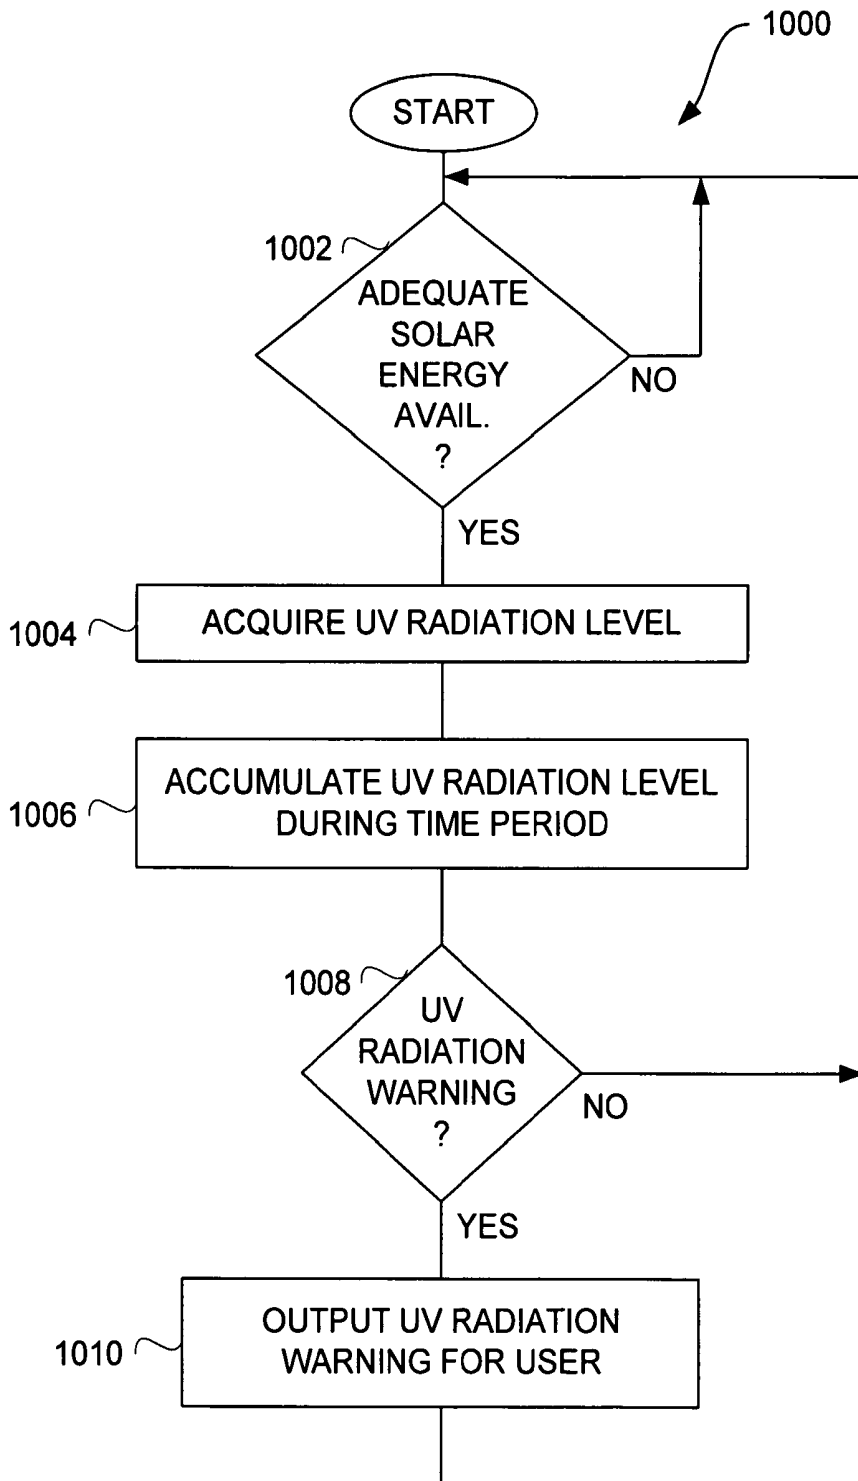 1000
START
1002
ADEQUATE
SOLAR
ENERGY
AVAIL.
?
NO
YES
1004
ACQUIRE UV RADIATION LEVEL
1006
ACCUMULATE UV RADIATION LEVEL
DURING TIME PERIOD
1008
UV
RADIATION
WARNING
?
NO
YES
1010
OUTPUT UV RADIATION
WARNING FOR USER